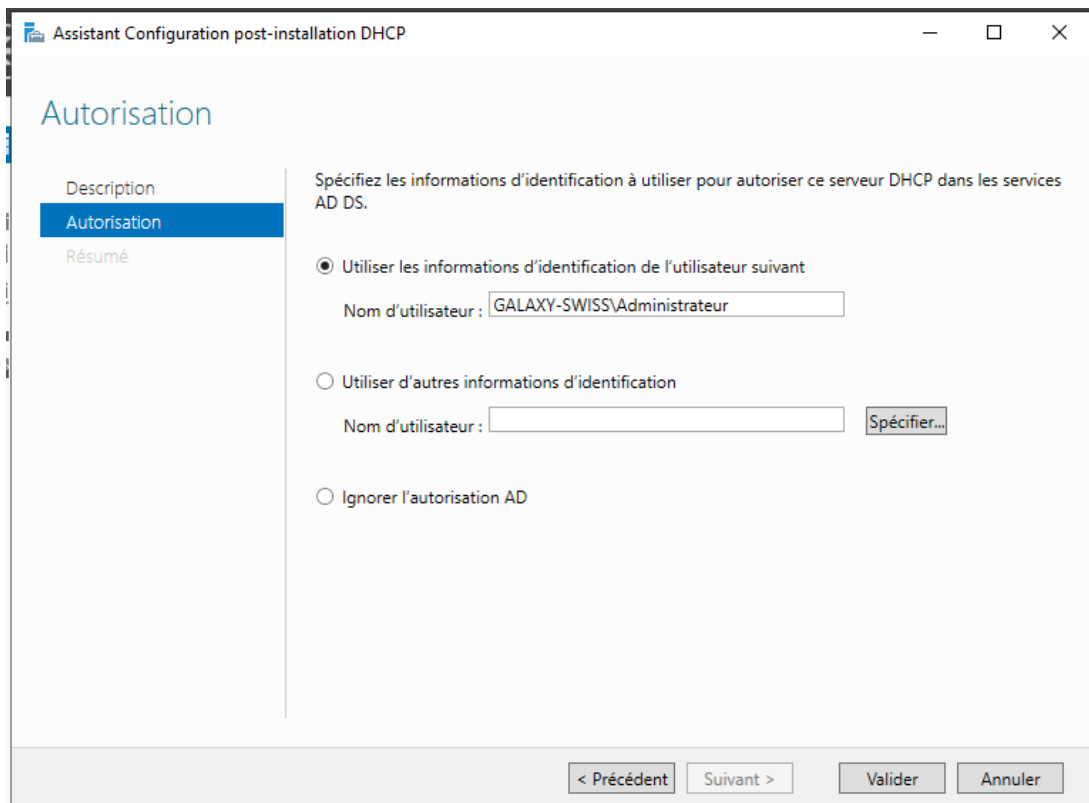 Assistant Configuration post-installation DHCP
Autorisation
Description
Autorisation
Résumé
Spécifiez les informations d'identification à utiliser pour autoriser ce serveur DHCP dans les services
AD DS.
Utiliser les informations d'identification de l'utilisateur suivant
Nom d'utilisateur : GALAXY-SWISS\Administrateur
Utiliser d'autres informations d'identification
Nom d'utilisateur :
Spécifier...
Ignorer l'autorisation AD
< Précédent
Suivant >
Valider
Annuler